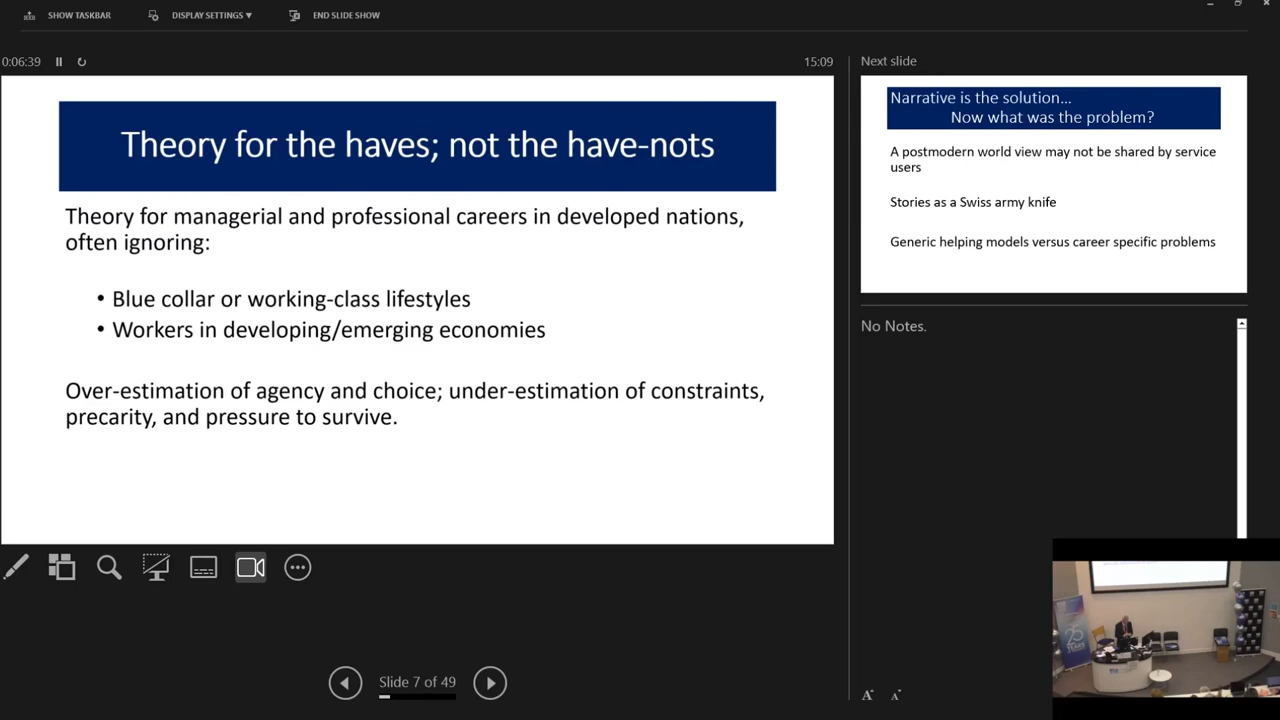 SHOW TASKBAR
DISPLAY SETTINGS ▼
END SLIDE SHOW
0:06:39
15:09
Next slide
Theory for the haves; not the have-nots
Theory for managerial and professional careers in developed nations,
often ignoring:
• Blue collar or working-class lifestyles
• Workers in developing/emerging economies
Over-estimation of agency and choice; under-estimation of constraints,
precarity, and pressure to survive.
Narrative is the solution...
Now what was the problem?
A postmodern world view may not be shared by service
users
Stories as a Swiss army knife
Generic helping models versus career specific problems
No Notes.
Slide 7 of 49
A A
25
YEARS